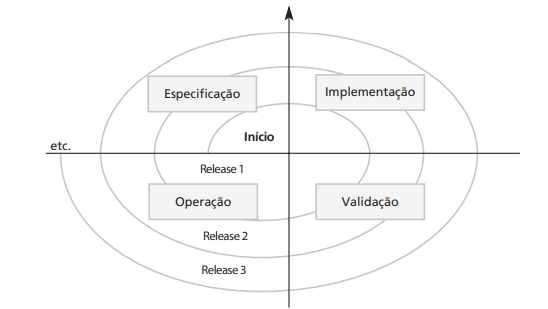 Especificação
Implementação
Início
etc.
Release 1
Operação
Validação
Release 2
Release 3